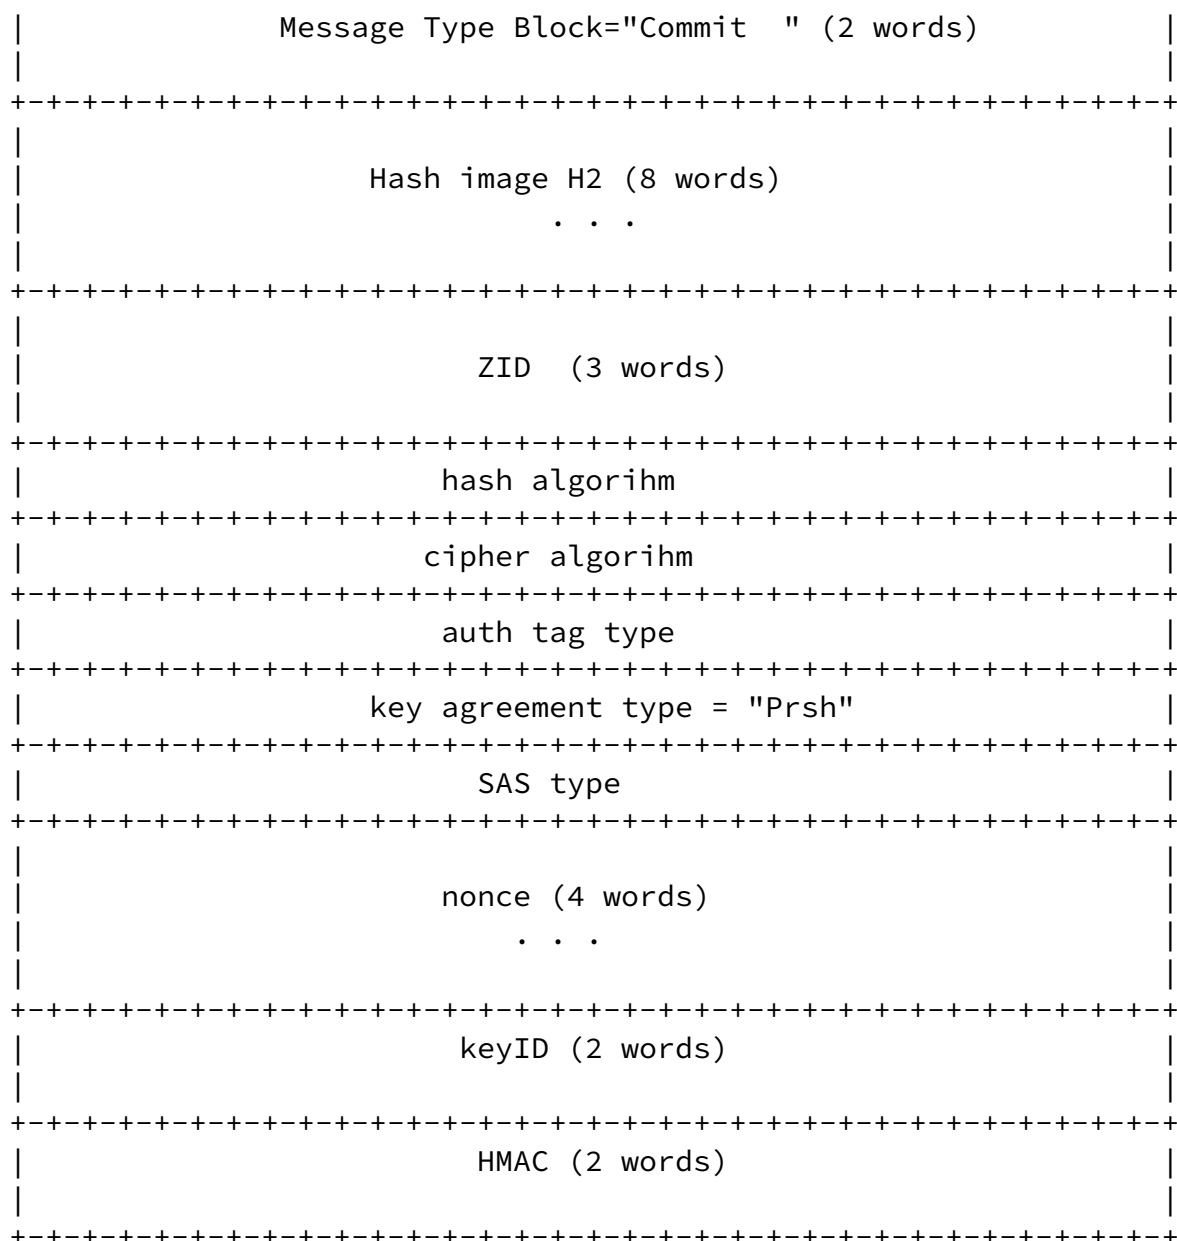 | Message Type Block="Commit  " (2 words) |
| |
+-+-+-+-+-+-+-+-+-+-+-+-+-+-+-+-+-+-+-+-+-+-+-+-+-+-+-+-+-+-+-+-+
| |
| Hash image H2 (8 words) |
| . . . |
| |
+-+-+-+-+-+-+-+-+-+-+-+-+-+-+-+-+-+-+-+-+-+-+-+-+-+-+-+-+-+-+-+-+
| |
| ZID  (3 words) |
| |
+-+-+-+-+-+-+-+-+-+-+-+-+-+-+-+-+-+-+-+-+-+-+-+-+-+-+-+-+-+-+-+-+
| hash algorihm |
+-+-+-+-+-+-+-+-+-+-+-+-+-+-+-+-+-+-+-+-+-+-+-+-+-+-+-+-+-+-+-+-+
| cipher algorihm |
+-+-+-+-+-+-+-+-+-+-+-+-+-+-+-+-+-+-+-+-+-+-+-+-+-+-+-+-+-+-+-+-+
| auth tag type |
+-+-+-+-+-+-+-+-+-+-+-+-+-+-+-+-+-+-+-+-+-+-+-+-+-+-+-+-+-+-+-+-+
| key agreement type = "Prsh" |
+-+-+-+-+-+-+-+-+-+-+-+-+-+-+-+-+-+-+-+-+-+-+-+-+-+-+-+-+-+-+-+-+
| SAS type |
+-+-+-+-+-+-+-+-+-+-+-+-+-+-+-+-+-+-+-+-+-+-+-+-+-+-+-+-+-+-+-+-+
| |
| nonce (4 words) |
| . . . |
| |
+-+-+-+-+-+-+-+-+-+-+-+-+-+-+-+-+-+-+-+-+-+-+-+-+-+-+-+-+-+-+-+-+
| keyID (2 words) |
| |
+-+-+-+-+-+-+-+-+-+-+-+-+-+-+-+-+-+-+-+-+-+-+-+-+-+-+-+-+-+-+-+-+
| HMAC (2 words) |
| |
+-+-+-+-+-+-+-+-+-+-+-+-+-+-+-+-+-+-+-+-+-+-+-+-+-+-+-+-+-+-+-+-+